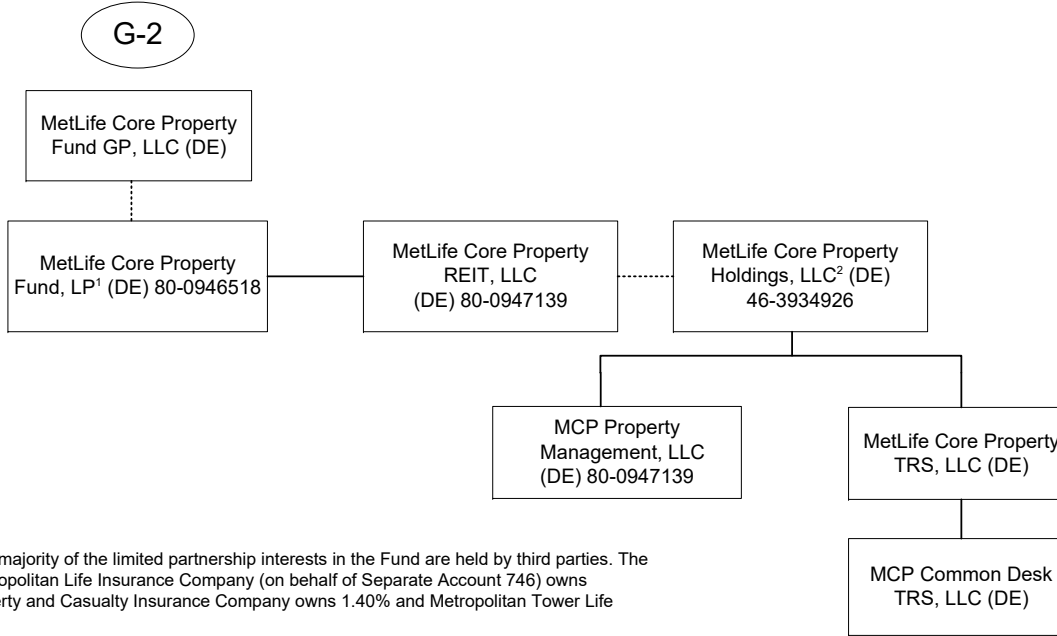 G-2
MetLife Core Property
Fund GP, LLC (DE)
MetLife Core Property
Fund, LP¹ (DE) 80-0946518
MetLife Core Property
REIT, LLC
(DE) 80-0947139
MetLife Core Property
Holdings, LLC² (DE)
46-3934926
MCP Property
Management, LLC
(DE) 80-0947139
MetLife Core Property
TRS, LLC (DE)
MCP Common Desk
TRS, LLC (DE)
majority of the limited partnership interests in the Fund are held by third parties. The
opolitan Life Insurance Company (on behalf of Separate Account 746) owns
erty and Casualty Insurance Company owns 1.40% and Metropolitan Tower Life